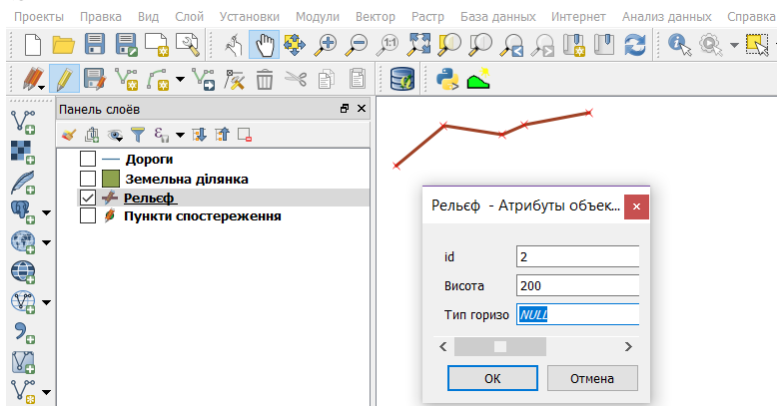 Проекты Правка Вид Слой Установки Модули Вектор Растр База данных Интернет Анализ данных Справка
Панель слоёв
Дороги
Земельна ділянка
Рельєф
Пункти спостереження
Рельєф - Атрибуты объек...
id 2
Висота 200
Тип горизо NULL
ОК Отмена